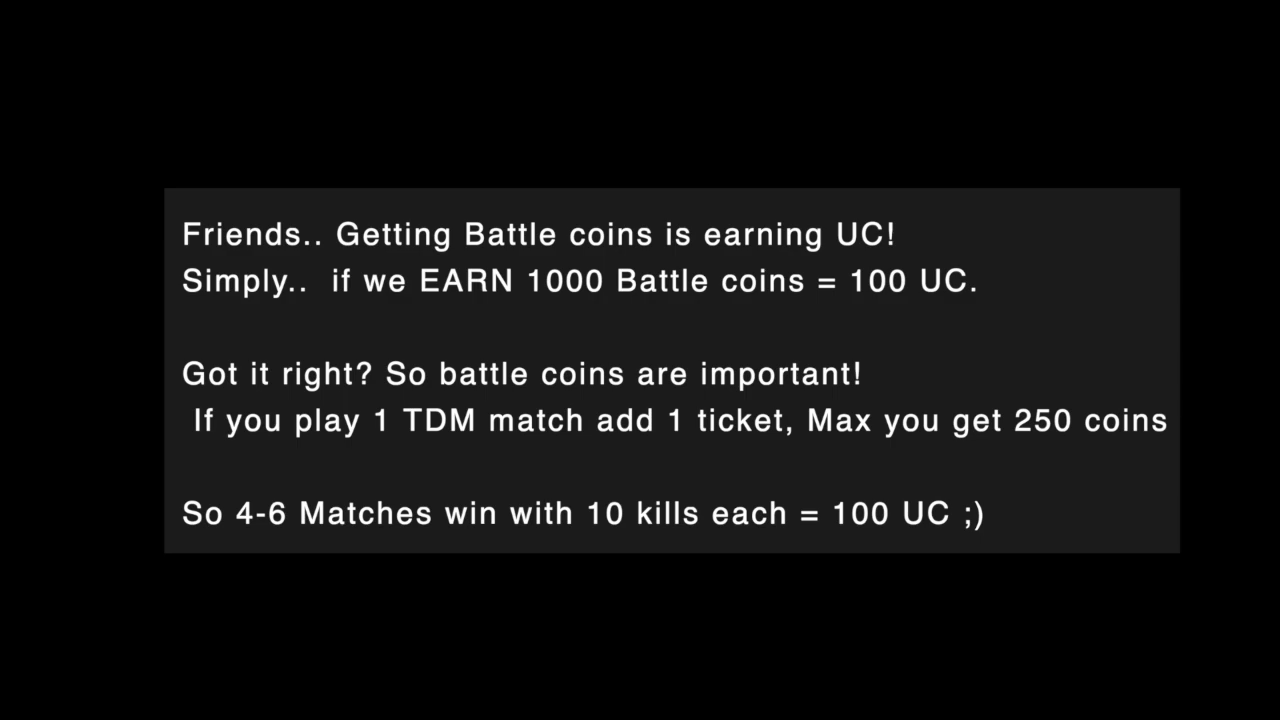 Friends.. Getting Battle coins is earning UC!
Simply..  if we EARN 1000 Battle coins = 100 UC.
Got it right? So battle coins are important!
If you play 1 TDM match add 1 ticket, Max you get 250 coins
So 4-6 Matches win with 10 kills each = 100 UC ;)